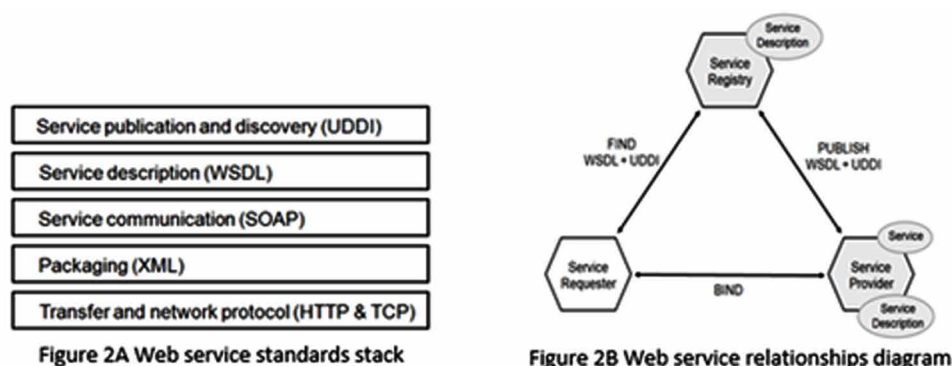 Service publication and discovery (UDDI)
Service description (WSDL)
Service communication (SOAP)
Packaging (XML)
Transfer and network protocol (HTTP & TCP)
Figure 2A Web service standards stack
Service
Description
Service
Registry
FIND
WSDL + UDDI
PUBLISH
WSDL + UDDI
Service
Requester
BIND
Service
Service
Provider
Service
Description
Figure 2B Web service relationships diagram